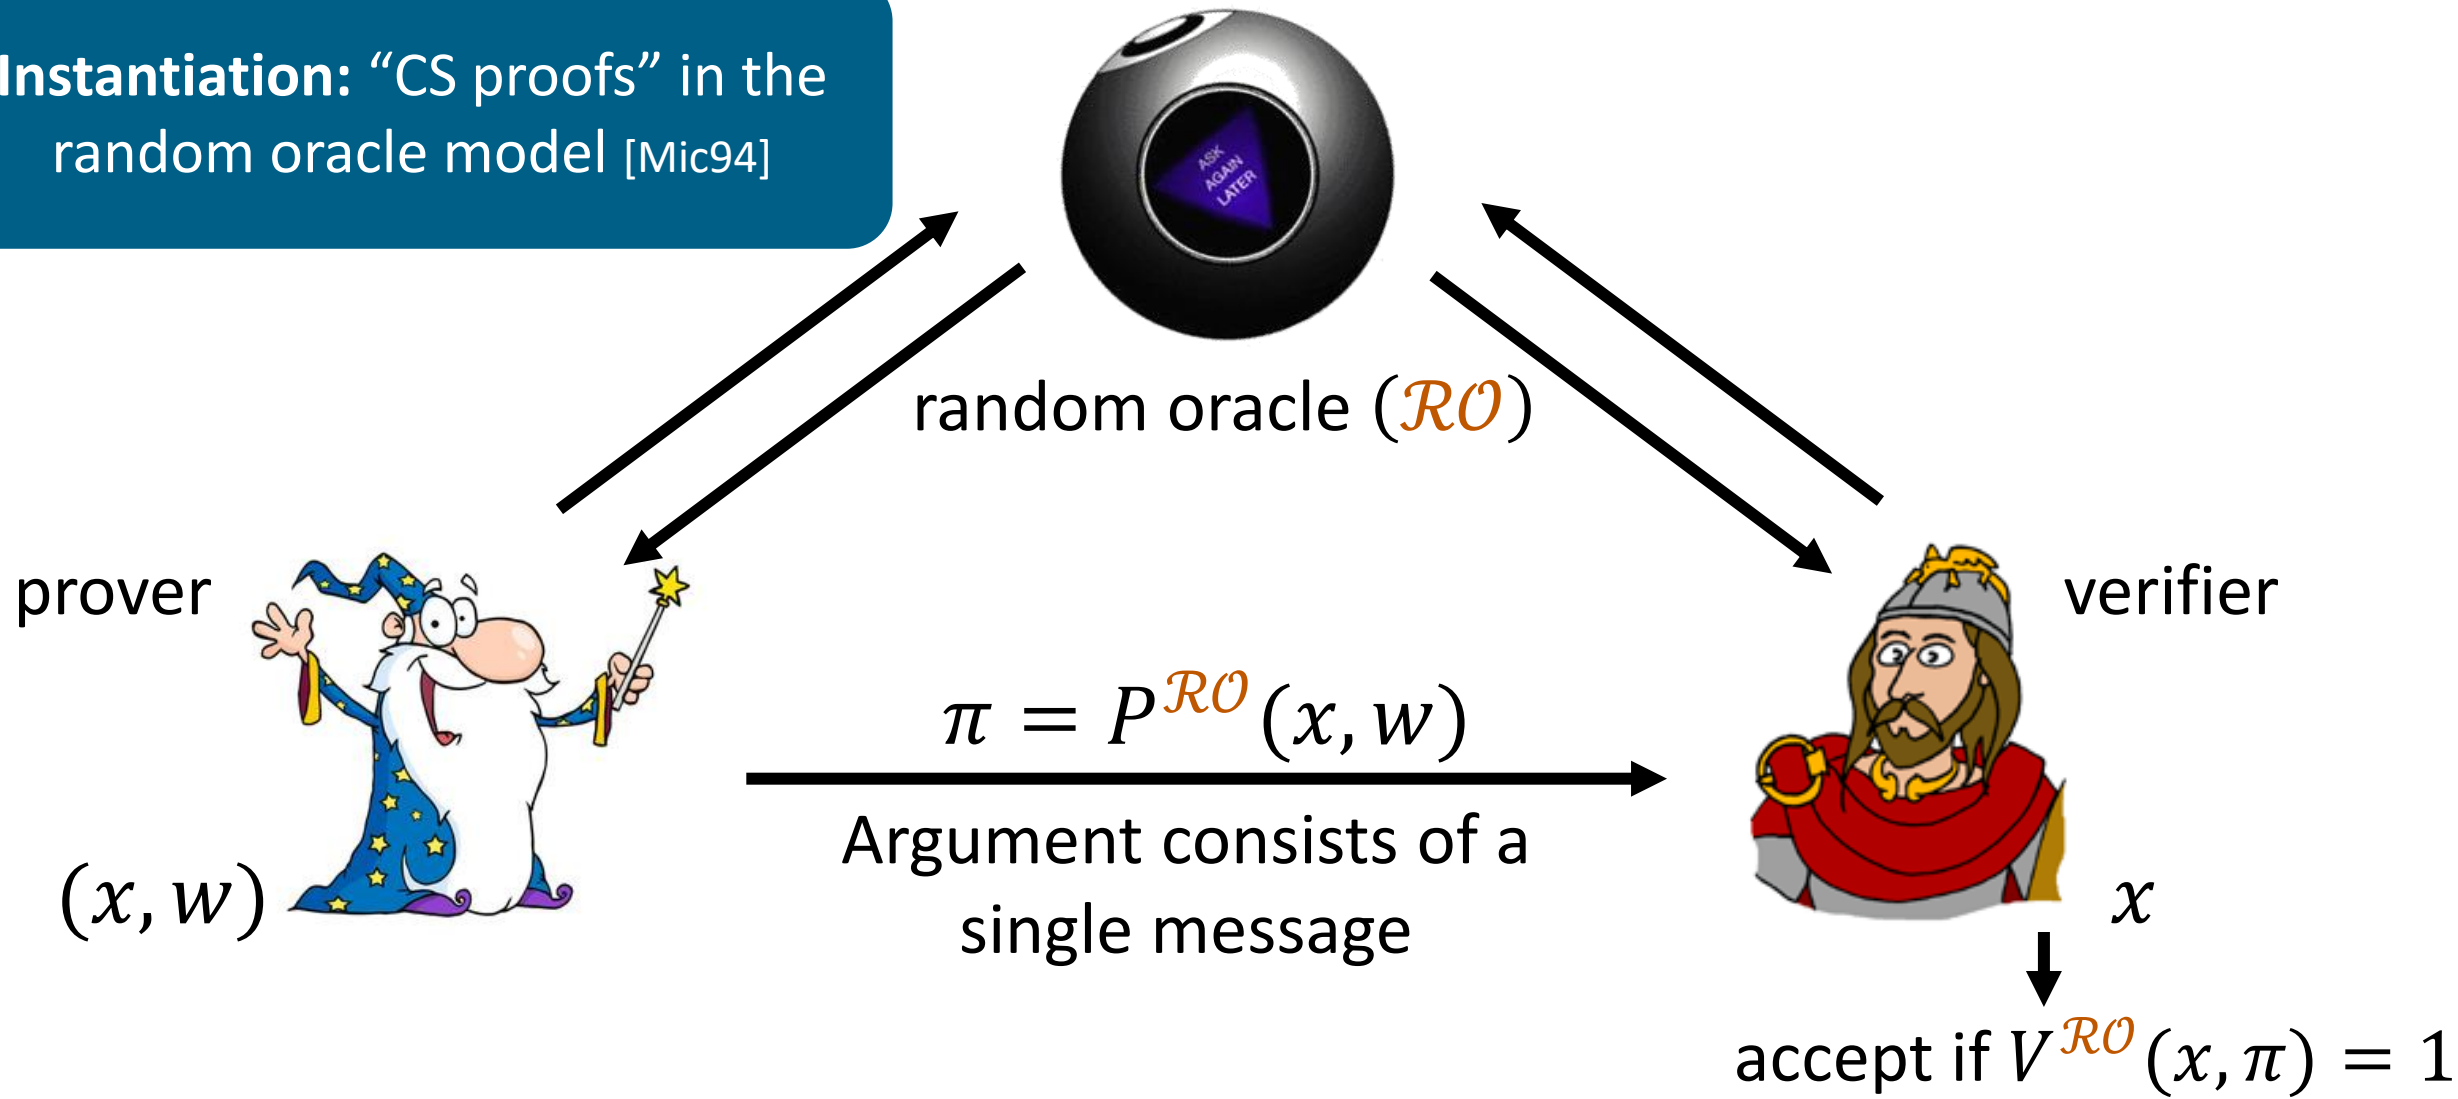 Instantiation: “CS proofs” in the
random oracle model [Mic94]
ASK
AGAIN
LATER
random oracle (ℛ𝒪)
prover
verifier
π = P^ℛ𝒪(x, w)
Argument consists of a
single message
(x, w)
x
accept if V^ℛ𝒪(x, π) = 1